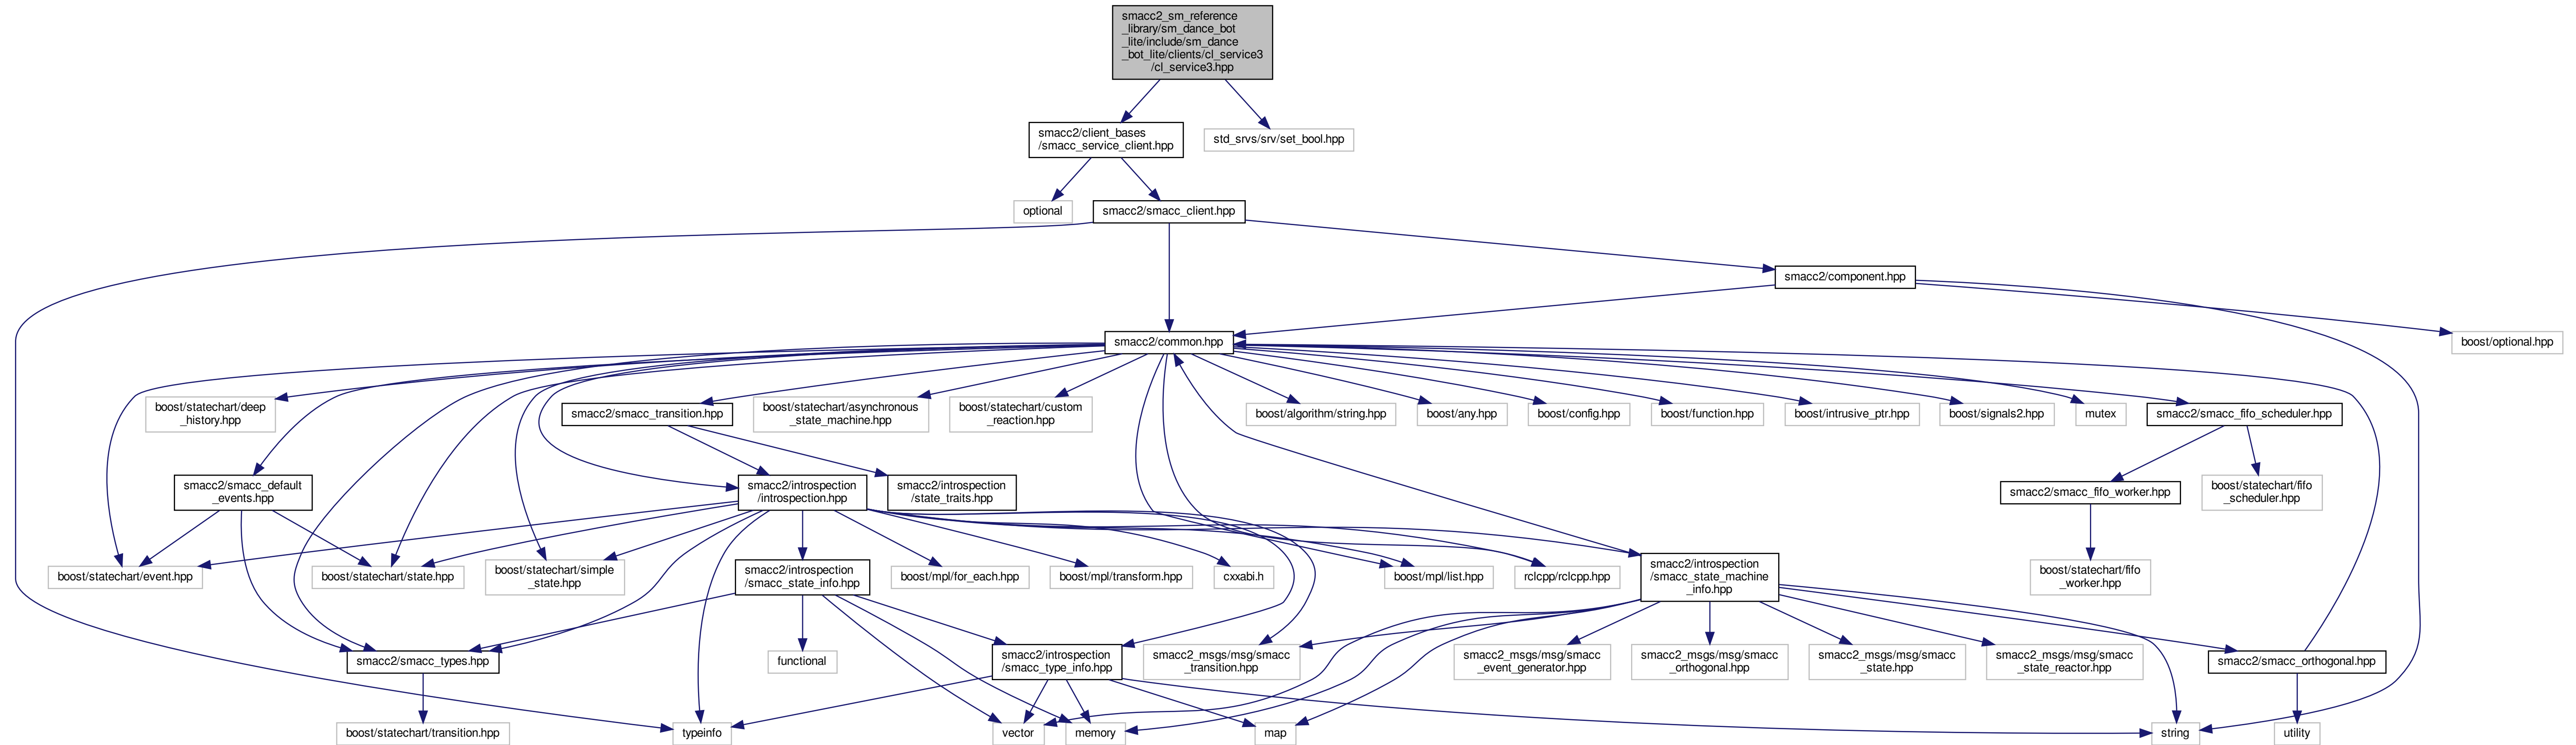 smacc2_sm_reference
_library/sm_dance_bot
_lite/include/sm_dance
_bot_lite/clients/cl_service3
/cl_service3.hpp
smacc2/client_bases
/smacc_service_client.hpp
std_srvs/srv/set_bool.hpp
optional
smacc2/smacc_client.hpp
smacc2/component.hpp
smacc2/common.hpp
boost/optional.hpp
boost/statechart/deep
_history.hpp
smacc2/smacc_transition.hpp
boost/statechart/asynchronous
_state_machine.hpp
boost/statechart/custom
_reaction.hpp
boost/algorithm/string.hpp
boost/any.hpp
boost/config.hpp
boost/function.hpp
boost/intrusive_ptr.hpp
boost/signals2.hpp
mutex
smacc2/smacc_fifo_scheduler.hpp
smacc2/smacc_default
_events.hpp
smacc2/introspection
/introspection.hpp
smacc2/introspection
/state_traits.hpp
smacc2/smacc_fifo_worker.hpp
boost/statechart/fifo
_scheduler.hpp
boost/statechart/event.hpp
boost/statechart/state.hpp
boost/statechart/simple
_state.hpp
smacc2/introspection
/smacc_state_info.hpp
boost/mpl/for_each.hpp
boost/mpl/transform.hpp
cxxabi.h
boost/mpl/list.hpp
rclcpp/rclcpp.hpp
smacc2/introspection
/smacc_state_machine
_info.hpp
boost/statechart/fifo
_worker.hpp
smacc2/smacc_types.hpp
functional
smacc2/introspection
/smacc_type_info.hpp
smacc2_msgs/msg/smacc
_transition.hpp
smacc2_msgs/msg/smacc
_event_generator.hpp
smacc2_msgs/msg/smacc
_orthogonal.hpp
smacc2_msgs/msg/smacc
_state.hpp
smacc2_msgs/msg/smacc
_state_reactor.hpp
smacc2/smacc_orthogonal.hpp
boost/statechart/transition.hpp
typeinfo
vector
memory
map
string
utility